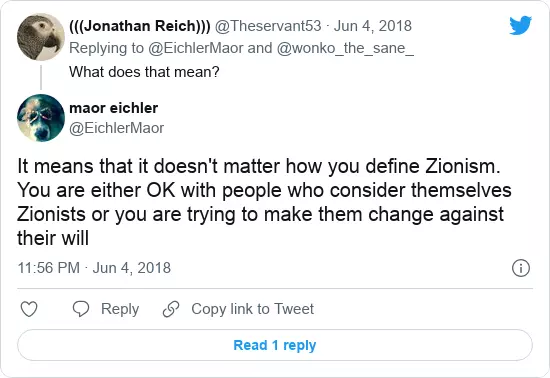 (((Jonathan Reich))) @Theservant53 · Jun 4, 2018
Replying to @EichlerMaor and @wonko_the_sane_
What does that mean?
maor eichler
@EichlerMaor
It means that it doesn't matter how you define Zionism.
You are either OK with people who consider themselves
Zionists or you are trying to make them change against
their will
11:56 PM · Jun 4, 2018
Reply Copy link to Tweet
Read 1 reply